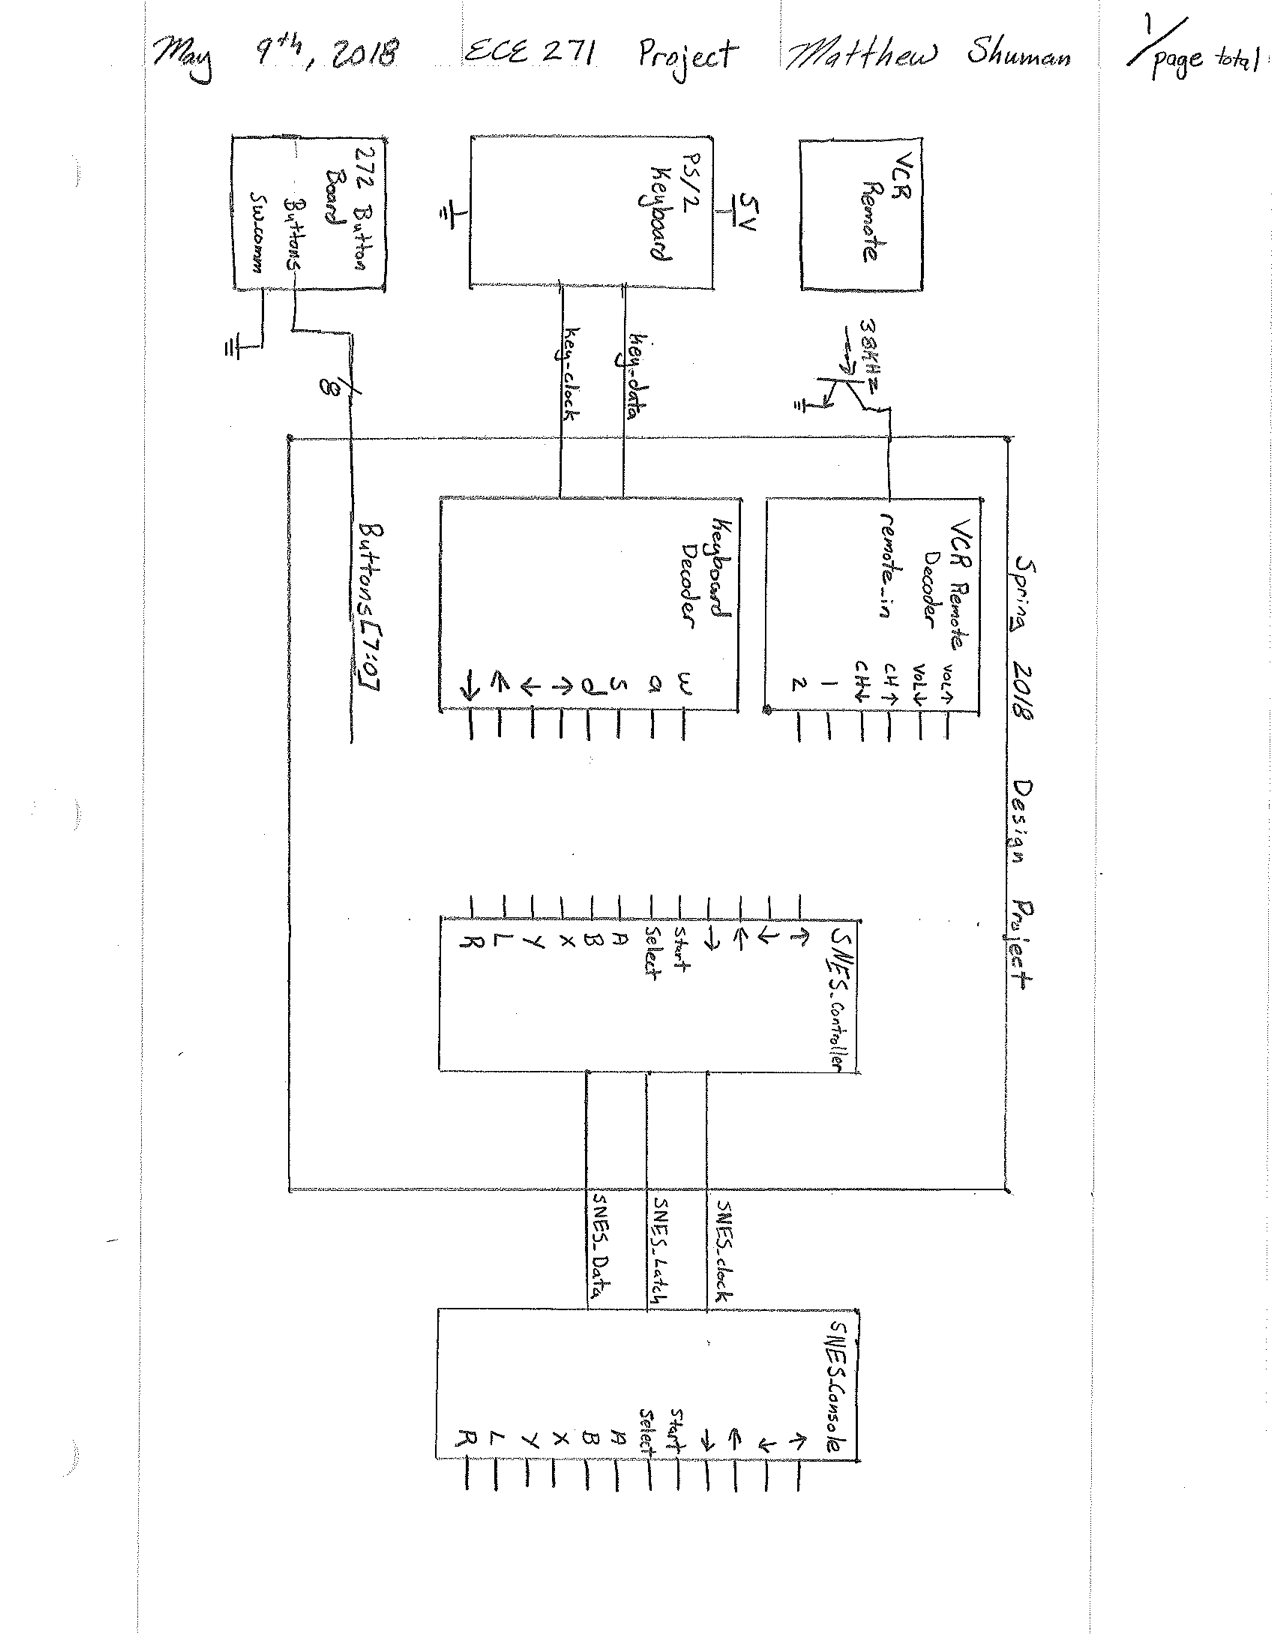 May 9th, 2018 ECE 271 Project Matthew Shuman 1/page total
Spring 2018 Design Project
VCR
Remote
38KHz
VCR Remote
Decoder
remote_in
VOL↑
VOL↓
CH↑
CH↓
1
2
5V
PS/2
Keyboard
key-data
key-clock
Keyboard
Decoder
w
a
s
d
↑
↓
←
→
272 Button
Board
Buttons
Sw.comm
8
Buttons[7:0]
SNES_Controller
↑
↓
←
→
Start
Select
A
B
X
Y
L
R
SNES_clock
SNES_Latch
SNES_Data
SNES_Console
↑
↓
←
→
Start
Select
A
B
X
Y
L
R